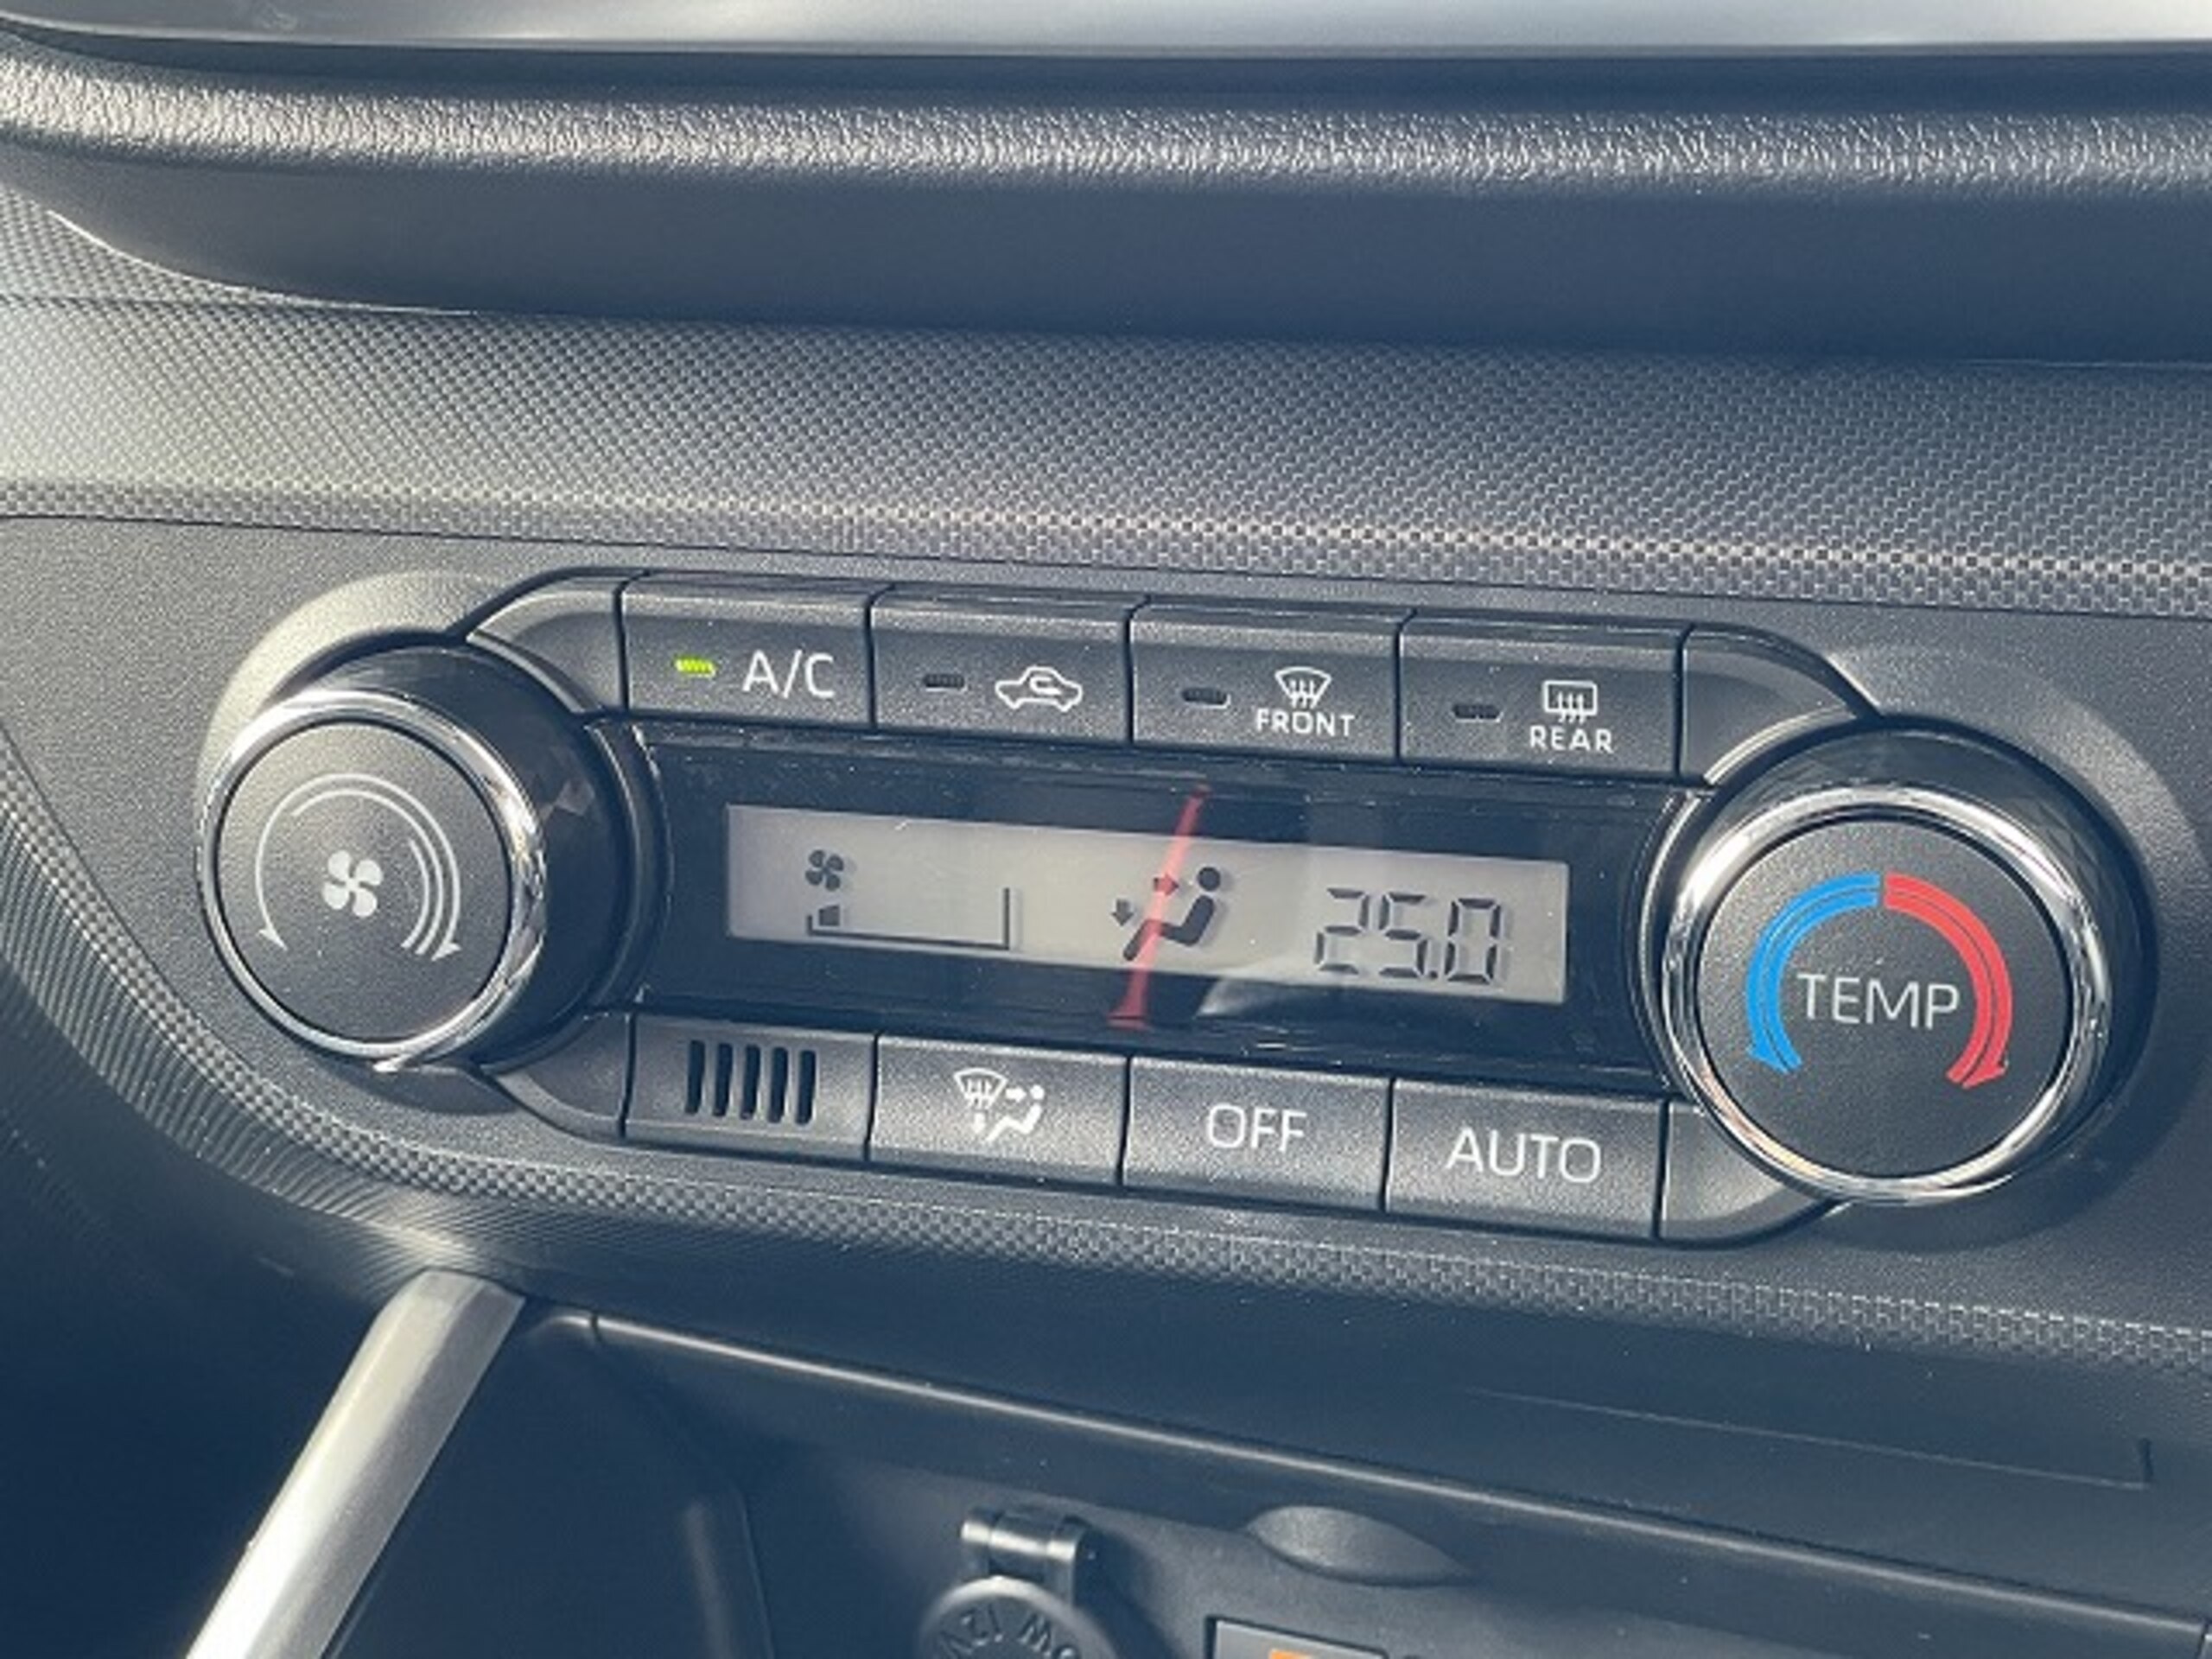 A/C
FRONT
REAR
25.0
TEMP
OFF
AUTO